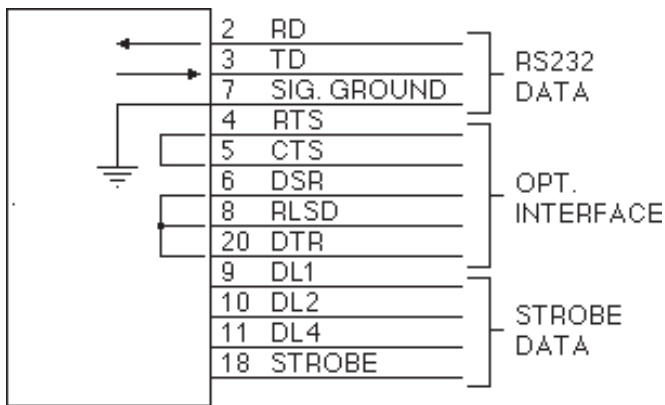 2 RD
3 TD
7 SIG. GROUND
RS232
DATA
4 RTS
5 CTS
6 DSR
8 RLSD
20 DTR
OPT.
INTERFACE
9 DL1
10 DL2
11 DL4
18 STROBE
STROBE
DATA